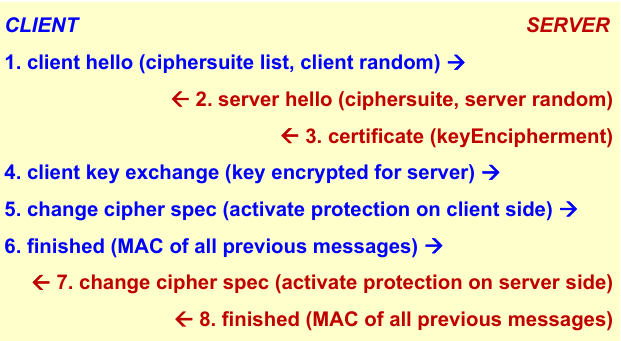 CLIENT SERVER
1. client hello (ciphersuite list, client random) →
← 2. server hello (ciphersuite, server random)
← 3. certificate (keyEncipherment)
4. client key exchange (key encrypted for server) →
5. change cipher spec (activate protection on client side) →
6. finished (MAC of all previous messages) →
← 7. change cipher spec (activate protection on server side)
← 8. finished (MAC of all previous messages)